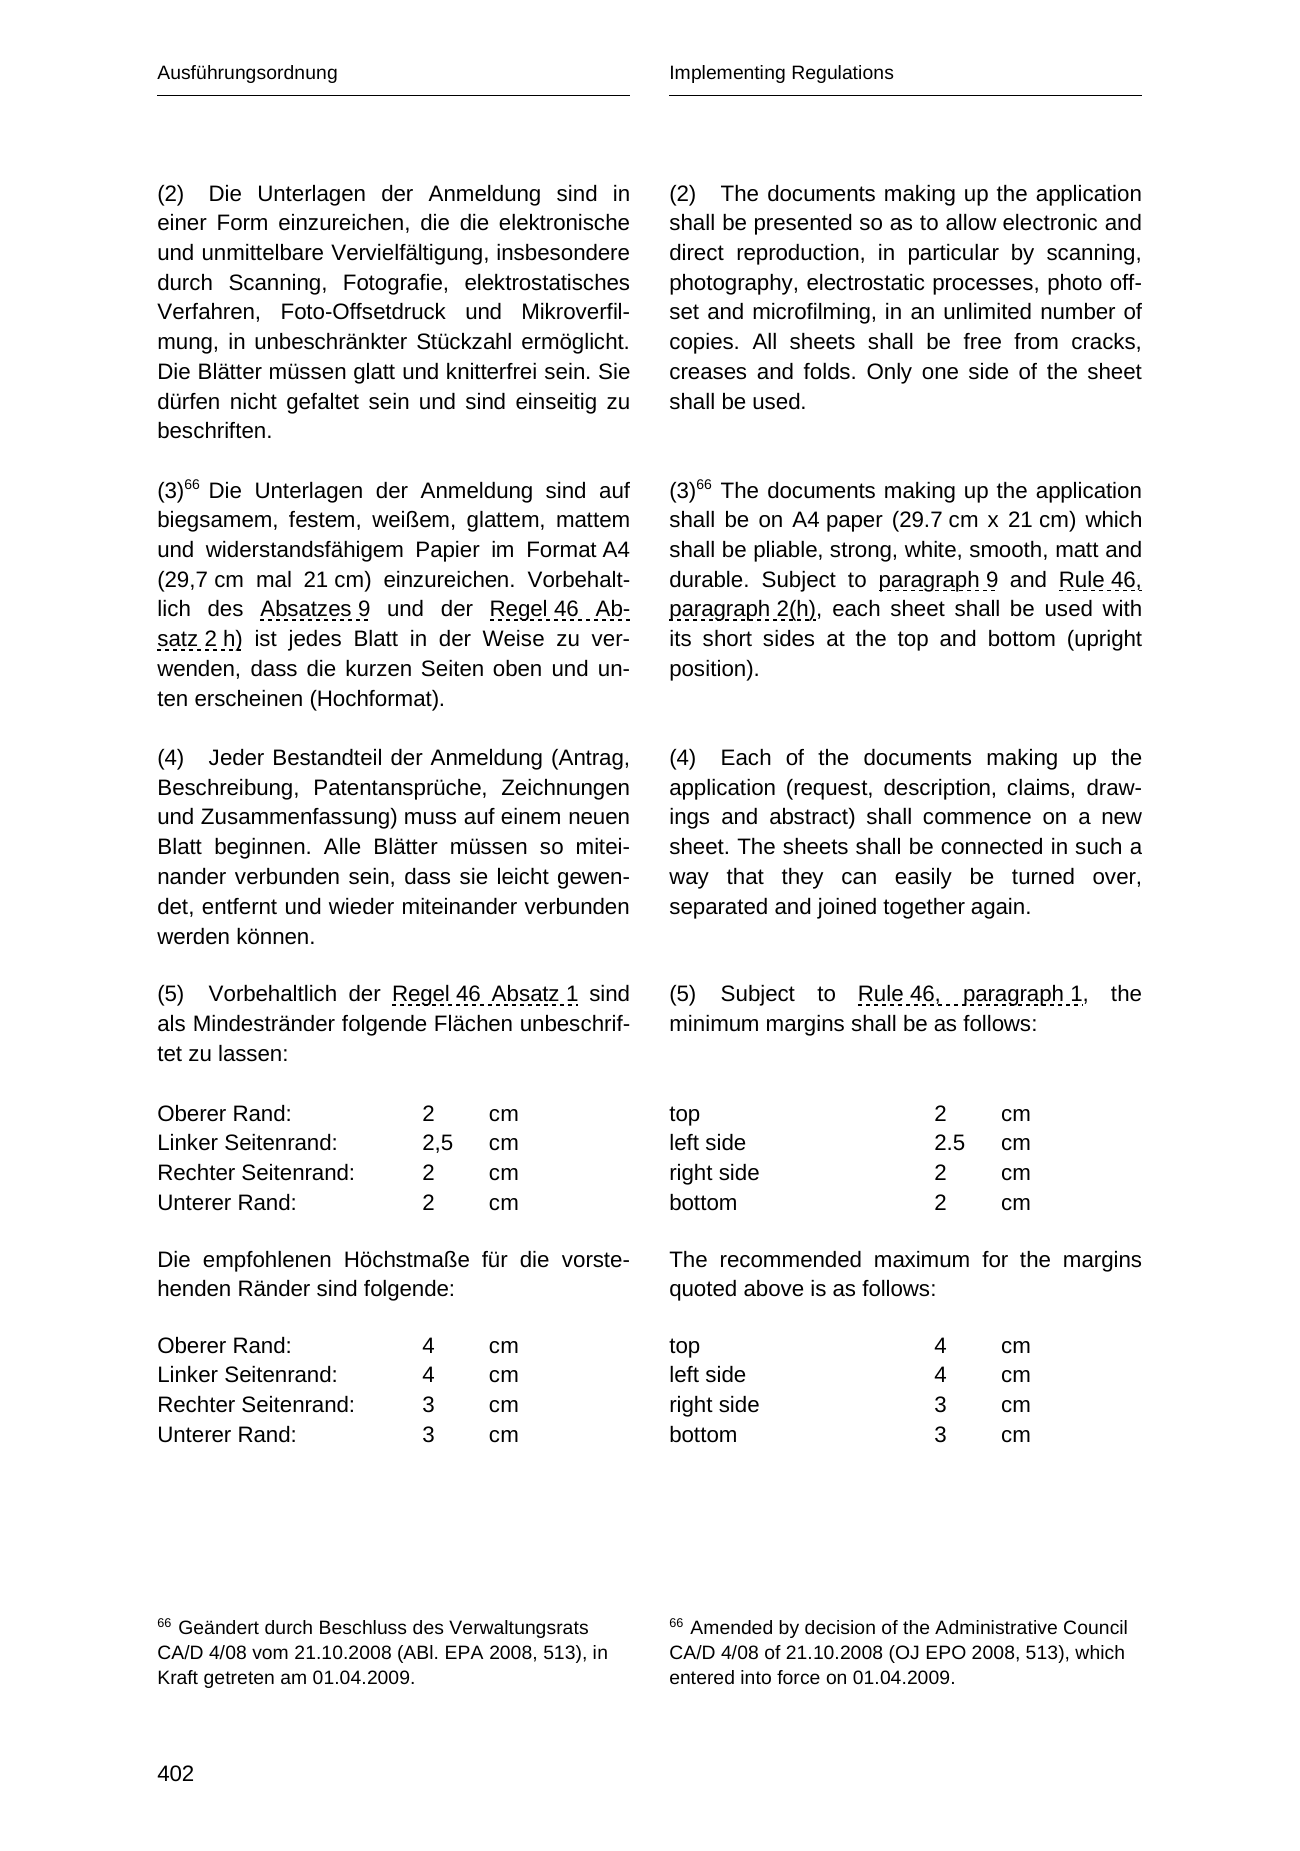 Ausführungsordnung
(2) Die Unterlagen der Anmeldung sind in
einer Form einzureichen, die die elektronische
und unmittelbare Vervielfältigung, insbesondere
durch Scanning, Fotografie, elektrostatisches
Verfahren, Foto-Offsetdruck und Mikroverfil-
mung, in unbeschränkter Stückzahl ermöglicht.
Die Blätter müssen glatt und knitterfrei sein. Sie
dürfen nicht gefaltet sein und sind einseitig zu
beschriften.
(3)66 Die Unterlagen der Anmeldung sind auf
biegsamem, festem, weißem, glattem, mattem
und widerstandsfähigem Papier im Format A4
(29,7 cm mal 21 cm) einzureichen. Vorbehalt-
lich des Absatzes 9 und der Regel 46 Ab-
satz 2 h) ist jedes Blatt in der Weise zu ver-
wenden, dass die kurzen Seiten oben und un-
ten erscheinen (Hochformat).
(4) Jeder Bestandteil der Anmeldung (Antrag,
Beschreibung, Patentansprüche, Zeichnungen
und Zusammenfassung) muss auf einem neuen
Blatt beginnen. Alle Blätter müssen so mitei-
nander verbunden sein, dass sie leicht gewen-
det, entfernt und wieder miteinander verbunden
werden können.
(5) Vorbehaltlich der Regel 46 Absatz 1 sind
als Mindestränder folgende Flächen unbeschrif-
tet zu lassen:
Oberer Rand: 2 cm
Linker Seitenrand: 2,5 cm
Rechter Seitenrand: 2 cm
Unterer Rand: 2 cm
Die empfohlenen Höchstmaße für die vorste-
henden Ränder sind folgende:
Oberer Rand: 4 cm
Linker Seitenrand: 4 cm
Rechter Seitenrand: 3 cm
Unterer Rand: 3 cm
66 Geändert durch Beschluss des Verwaltungsrats
CA/D 4/08 vom 21.10.2008 (ABl. EPA 2008, 513), in
Kraft getreten am 01.04.2009.
Implementing Regulations
(2) The documents making up the application
shall be presented so as to allow electronic and
direct reproduction, in particular by scanning,
photography, electrostatic processes, photo off-
set and microfilming, in an unlimited number of
copies. All sheets shall be free from cracks,
creases and folds. Only one side of the sheet
shall be used.
(3)66 The documents making up the application
shall be on A4 paper (29.7 cm x 21 cm) which
shall be pliable, strong, white, smooth, matt and
durable. Subject to paragraph 9 and Rule 46,
paragraph 2(h), each sheet shall be used with
its short sides at the top and bottom (upright
position).
(4) Each of the documents making up the
application (request, description, claims, draw-
ings and abstract) shall commence on a new
sheet. The sheets shall be connected in such a
way that they can easily be turned over,
separated and joined together again.
(5) Subject to Rule 46, paragraph 1, the
minimum margins shall be as follows:
top 2 cm
left side 2.5 cm
right side 2 cm
bottom 2 cm
The recommended maximum for the margins
quoted above is as follows:
top 4 cm
left side 4 cm
right side 3 cm
bottom 3 cm
66 Amended by decision of the Administrative Council
CA/D 4/08 of 21.10.2008 (OJ EPO 2008, 513), which
entered into force on 01.04.2009.
402